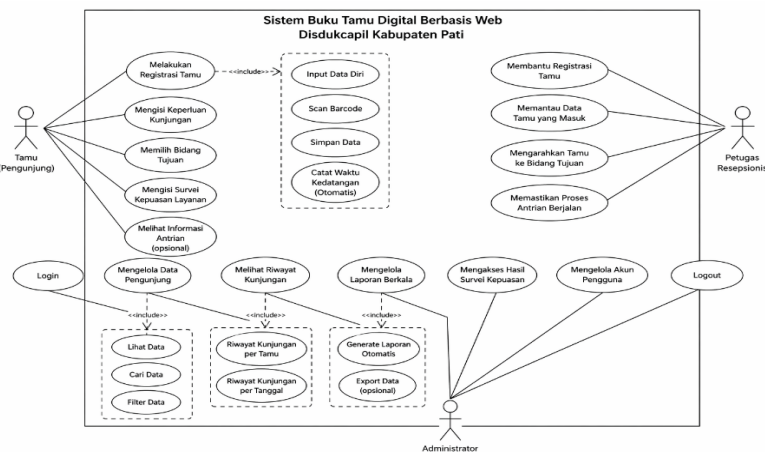 Sistem Buku Tamu Digital Berbasis Web
Disdukcapil Kabupaten Pati
Melakukan
Registrasi Tamu
<<include>>
Input Data Diri
Scan Barcode
Simpan Data
Catat Waktu
Kedatangan
(Otomatis)
Mengisi Keperluan
Kunjungan
Memilih Bidang
Tujuan
Mengisi Survei
Kepuasan Layanan
Melihat Informasi
Antrian
(opsional)
Tamu
(Pengunjung)
Membantu Registrasi
Tamu
Memantau Data
Tamu yang Masuk
Mengarahkan Tamu
ke Bidang Tujuan
Memastikan Proses
Antrian Berjalan
Petugas
Resepsionis
Login
Mengelola Data
Pengunjung
Melihat Riwayat
Kunjungan
Mengelola
Laporan Berkala
Mengakses Hasil
Survei Kepuasan
Mengelola Akun
Pengguna
Logout
<<include>>
<<include>>
<<include>>
Lihat Data
Cari Data
Filter Data
Riwayat Kunjungan
per Tamu
Riwayat Kunjungan
per Tanggal
Generate Laporan
Otomatis
Export Data
(opsional)
Administrator